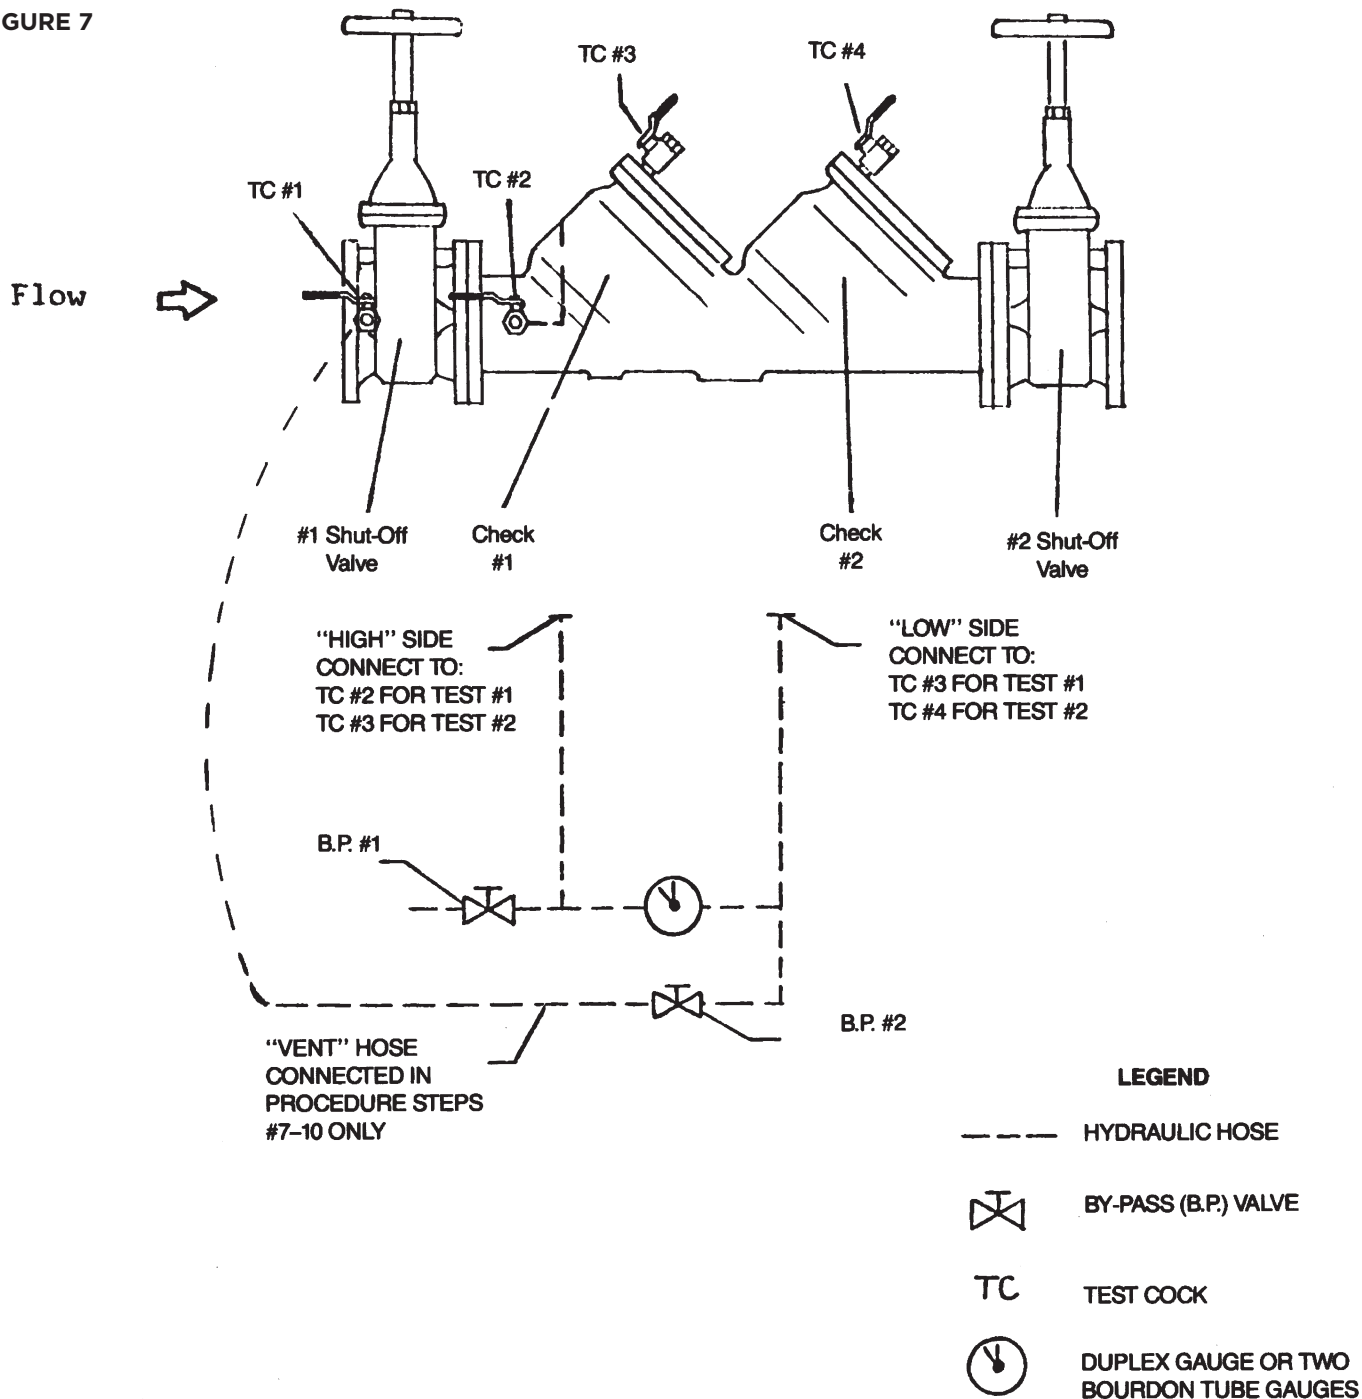 GURE 7
TC #3
TC #4
TC #1
TC #2
Flow
#1 Shut-Off
Valve
Check
#1
Check
#2
#2 Shut-Off
Valve
"HIGH" SIDE
CONNECT TO:
TC #2 FOR TEST #1
TC #3 FOR TEST #2
"LOW" SIDE
CONNECT TO:
TC #3 FOR TEST #1
TC #4 FOR TEST #2
B.P. #1
B.P. #2
"VENT" HOSE
CONNECTED IN
PROCEDURE STEPS
#7–10 ONLY
LEGEND
HYDRAULIC HOSE
BY-PASS (B.P.) VALVE
TC
TEST COCK
DUPLEX GAUGE OR TWO
BOURDON TUBE GAUGES